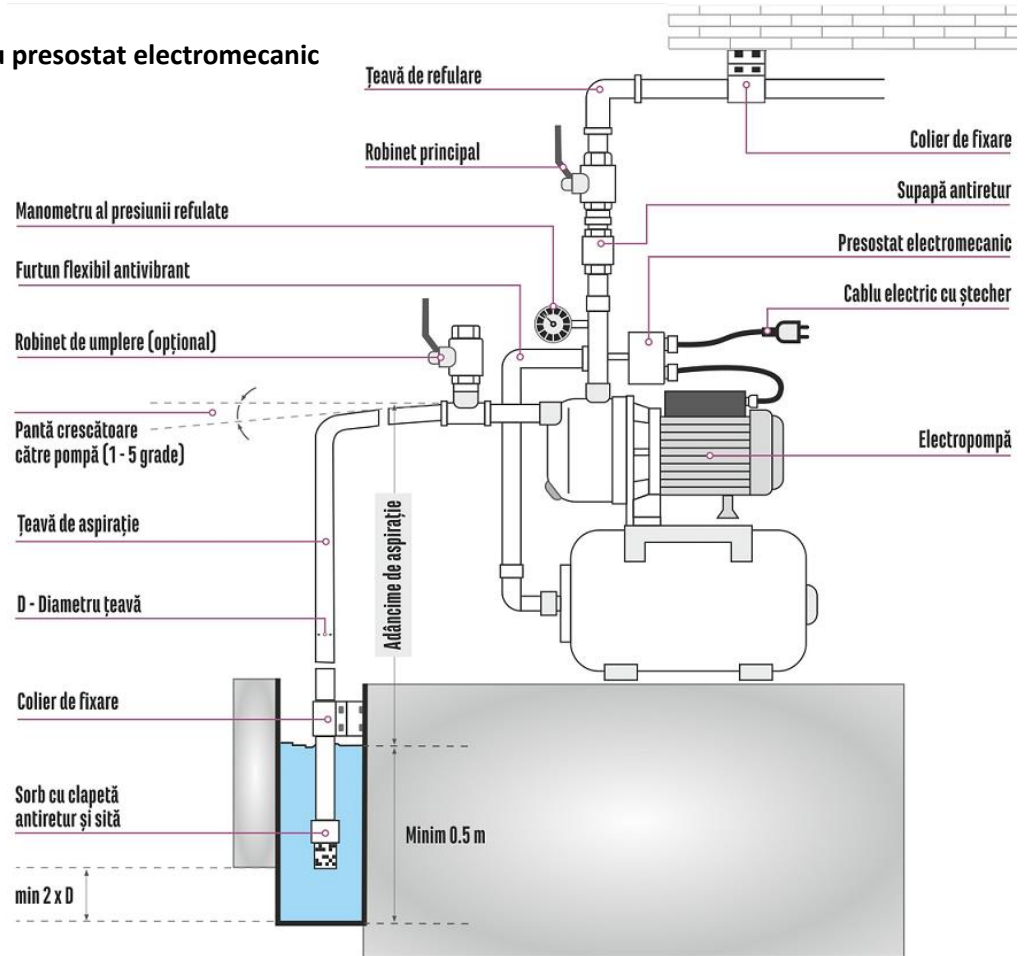 u presostat electromecanic
Țeavă de refulare
Colier de fixare
Robinet principal
Supapă antiretur
Manometru al presiunii refulate
Presostat electromecanic
Furtun flexibil antivibrant
Cablu electric cu ștecher
Robinet de umplere (opțional)
Pantă crescătoare
către pompă (1 - 5 grade)
Electropompă
Țeavă de aspirație
Adâncime de aspirație
D - Diametru țeavă
Colier de fixare
Sorb cu clapetă
antiretur și sită
Minim 0.5 m
min 2 x D